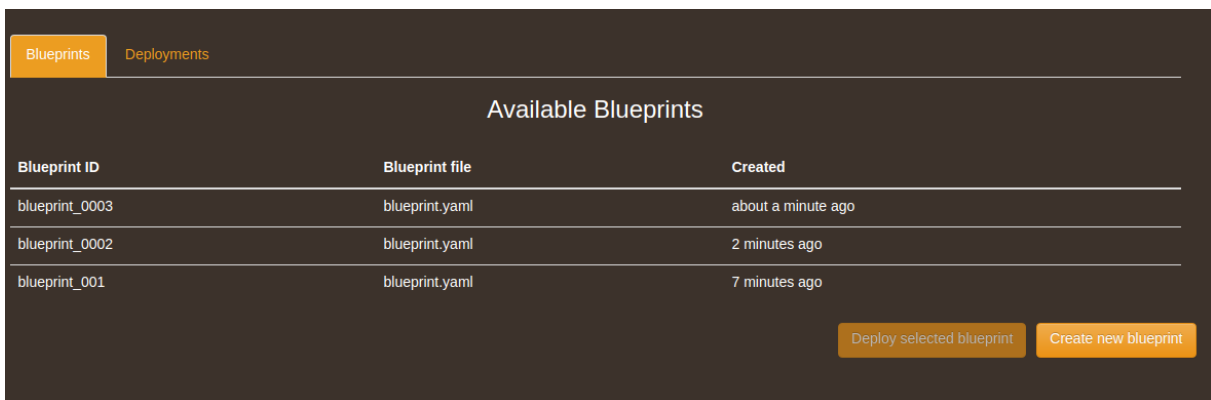 Blueprints Deployments
Available Blueprints
Blueprint ID Blueprint file Created
blueprint_0003 blueprint.yaml about a minute ago
blueprint_0002 blueprint.yaml 2 minutes ago
blueprint_001 blueprint.yaml 7 minutes ago
Deploy selected blueprint Create new blueprint